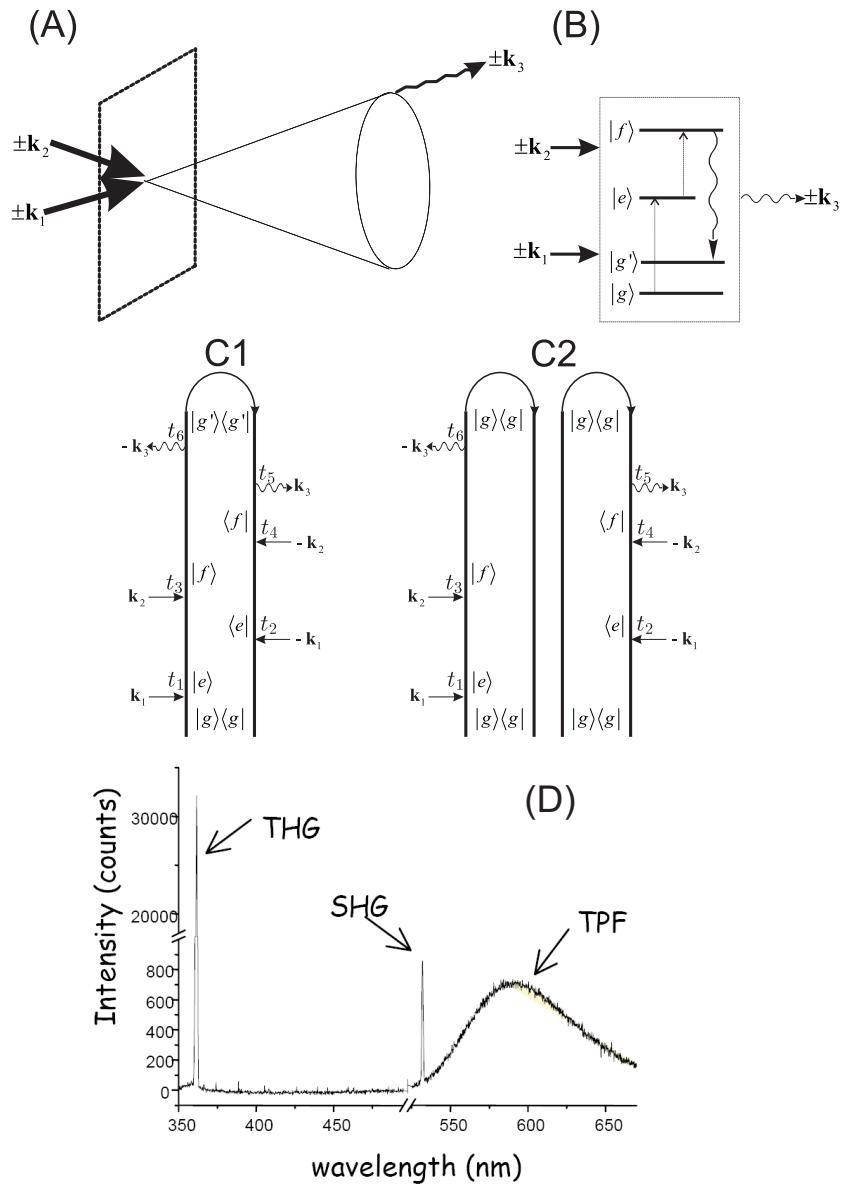 (A)
(B)
±k₃
±k₂
±k₁
±k₂
±k₁
|f⟩
|e⟩
|g'⟩
|g⟩
±k₃
C1
C2
|g'⟩⟨g'|
t₆
- k₃
t₅
k₃
⟨f|
t₄
- k₂
|f⟩
k₂
t₃
⟨e|
t₂
- k₁
k₁
t₁
|e⟩
|g⟩⟨g|
|g⟩⟨g|
|g⟩⟨g|
- k₃
t₆
t₅
k₃
⟨f|
t₄
- k₂
|f⟩
k₂
t₃
⟨e|
t₂
- k₁
k₁
t₁
|e⟩
|g⟩⟨g|
|g⟩⟨g|
(D)
Intensity (counts)
30000
20000
800
600
400
200
0
THG
SHG
TPF
350
400
450
550
600
650
wavelength (nm)